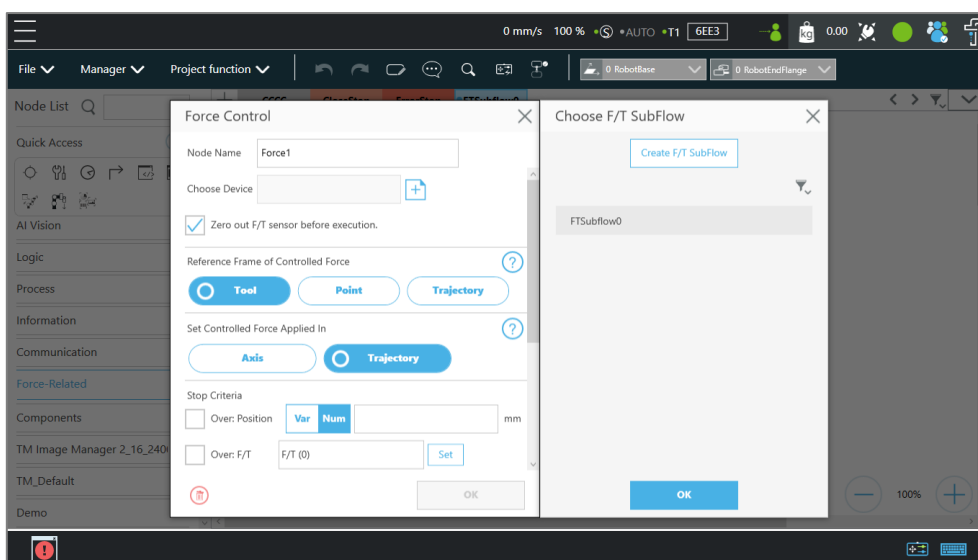 0 mm/s 100 % S AUTO T1 6EE3 kg 0.00
File Manager Project function 0 RobotBase 0 RobotEndFlange
Node List
Quick Access
AI Vision
Logic
Process
Information
Communication
Force-Related
Components
TM Image Manager 2_16_240
TM_Default
Demo
FTSubflow0
Force Control
Node Name Force1
Choose Device
Zero out F/T sensor before execution.
Reference Frame of Controlled Force ?
Tool Point Trajectory
Set Controlled Force Applied In ?
Axis Trajectory
Stop Criteria
Over: Position Var Num mm
Over: F/T F/T (0) Set
OK
Choose F/T SubFlow
Create F/T SubFlow
FTSubflow0
OK
100%